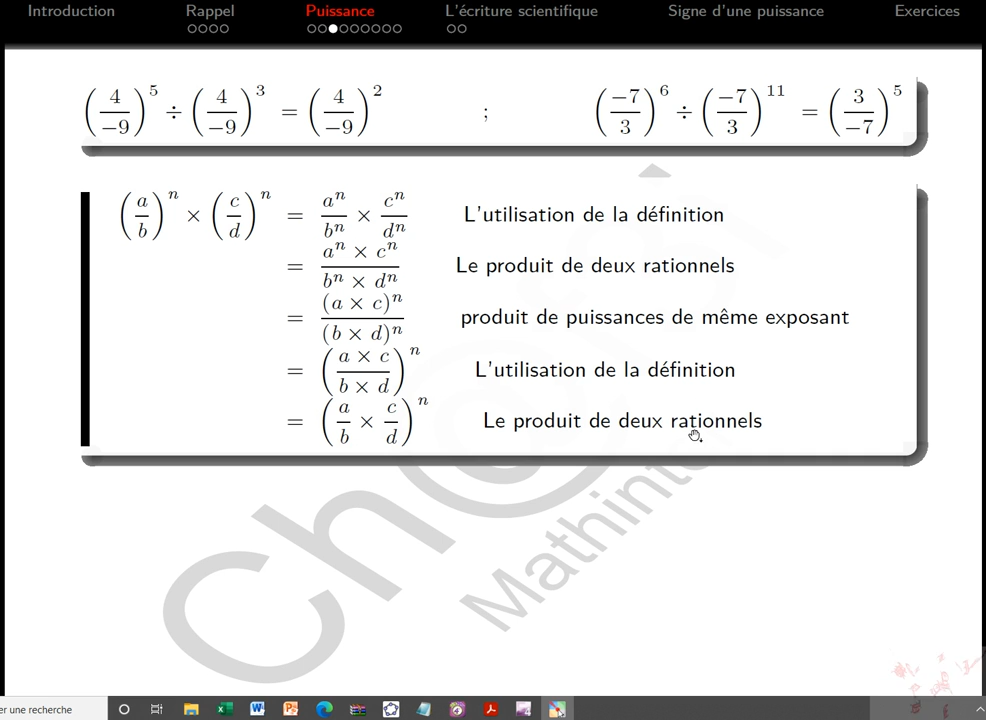 Introduction Rappel Puissance L'écriture scientifique Signe d'une puissance Exercices
(4/−9)^5 ÷ (4/−9)^3 = (4/−9)^2 ; (−7/3)^6 ÷ (−7/3)^11 = (3/−7)^5
(a/b)^n × (c/d)^n = a^n/b^n × c^n/d^n L'utilisation de la définition
= (a^n × c^n)/(b^n × d^n) Le produit de deux rationnels
= (a × c)^n/(b × d)^n produit de puissances de même exposant
= ((a × c)/(b × d))^n L'utilisation de la définition
= (a/b × c/d)^n Le produit de deux rationnels
er une recherche